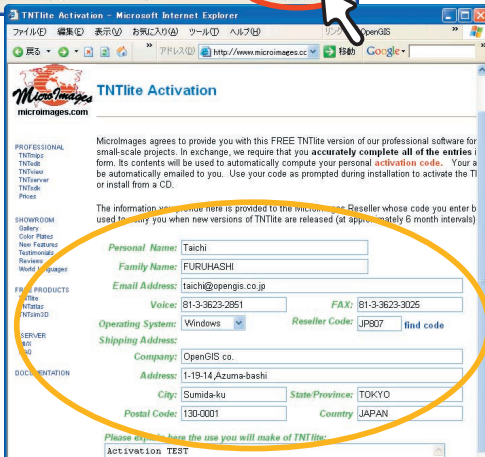 TNTlite Activation - Microsoft Internet Explorer
ファイル(F) 編集(E) 表示(V) お気に入り(A) ツール(T) ヘルプ(H) OpenGIS »
戻る » アドレス(D) http://www.microimages.cc 移動 Google »
MicroImages
microimages.com
TNTlite Activation
MicroImages agrees to provide you with this FREE TNTlite version of our professional software for
small-scale projects. In exchange, we require that you accurately complete all of the entries i
form. Its contents will be used to automatically compute your personal activation code. Your a
be automatically emailed to you. Use your code as prompted during installation to activate the T
or install from a CD.
The information you provide here is provided to the MicroImages Reseller whose code you enter b
used to notify you when new versions of TNTlite are released (at approximately 6 month intervals)
PROFESSIONAL
TNTmips
TNTedit
TNTview
TNTserver
TNTsdk
Prices
SHOWROOM
Gallery
Color Plates
New Features
Testimonials
Reviews
World Languages
FREE PRODUCTS
TNTlite
TNTatlas
TNTsim3D
SERVER
FAQ
DOCUMENTATION
Personal Name: Taichi
Family Name: FURUHASHI
Email Address: taichi@opengis.co.jp
Voice: 81-3-3623-2851 FAX: 81-3-3623-3025
Operating System: Windows Reseller Code: JP807 find code
Shipping Address:
Company: OpenGIS co.
Address: 1-19-14,Azuma-bashi
City: Sumida-ku State/Province: TOKYO
Postal Code: 130-0001 Country JAPAN
Please explain here the use you will make of TNTlite:
Activation TEST